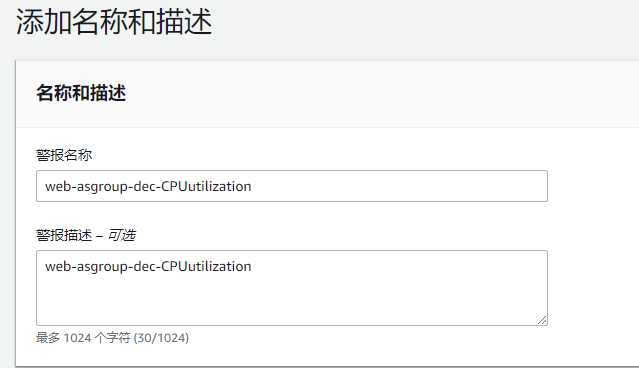 添加名称和描述
名称和描述
警报名称
web-asgroup-dec-CPUutilization
警报描述 – 可选
web-asgroup-dec-CPUutilization
最多 1024 个字符 (30/1024)